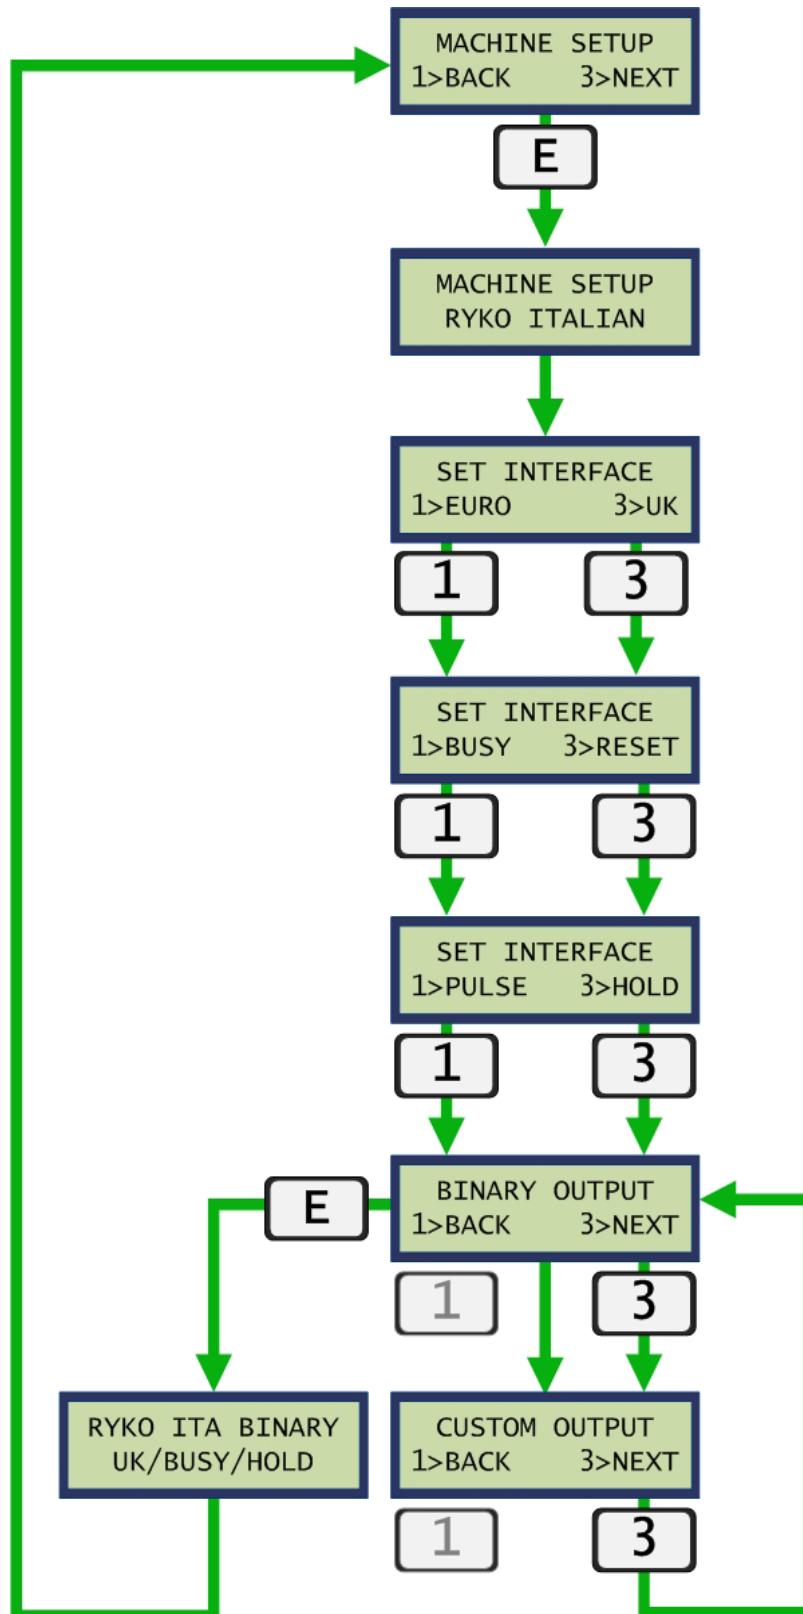 MACHINE SETUP
1>BACK 3>NEXT
E
MACHINE SETUP
RYKO ITALIAN
SET INTERFACE
1>EURO 3>UK
1 3
SET INTERFACE
1>BUSY 3>RESET
1 3
SET INTERFACE
1>PULSE 3>HOLD
1 3
BINARY OUTPUT
1>BACK 3>NEXT
E
1 3
RYKO ITA BINARY
UK/BUSY/HOLD
CUSTOM OUTPUT
1>BACK 3>NEXT
1 3